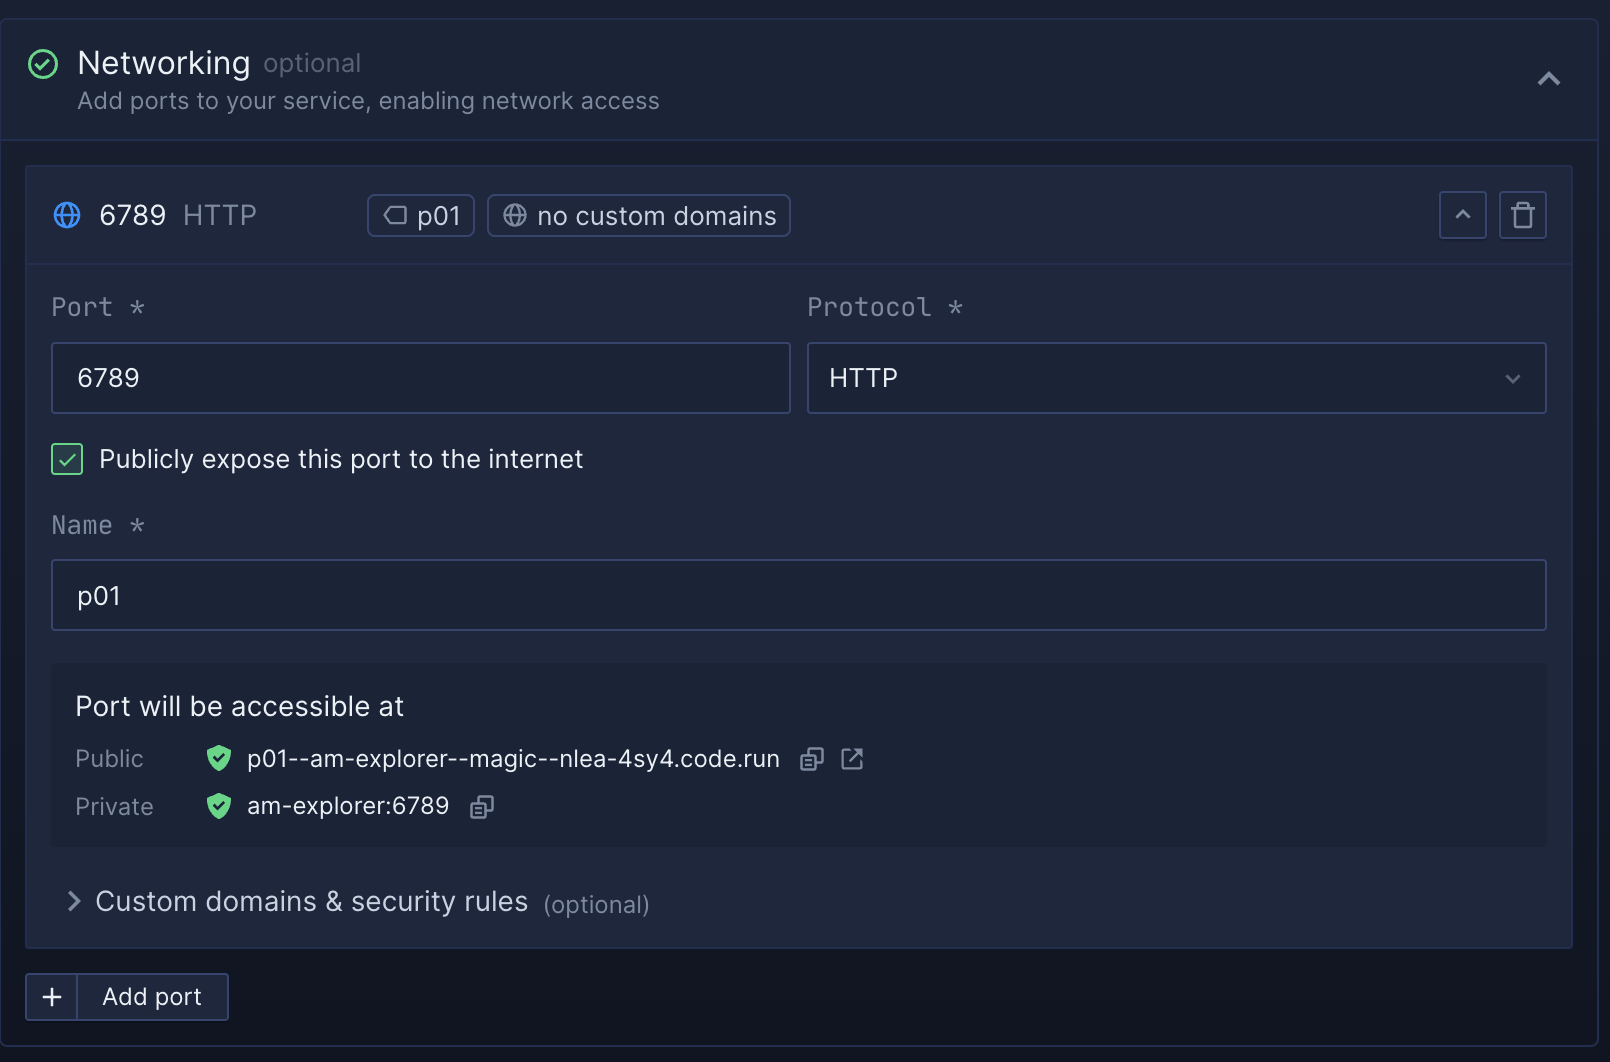 Networking optional
Add ports to your service, enabling network access
6789 HTTP p01 no custom domains
Port * Protocol *
6789 HTTP
Publicly expose this port to the internet
Name *
p01
Port will be accessible at
Public p01--am-explorer--magic--nlea-4sy4.code.run
Private am-explorer:6789
Custom domains & security rules (optional)
+ Add port